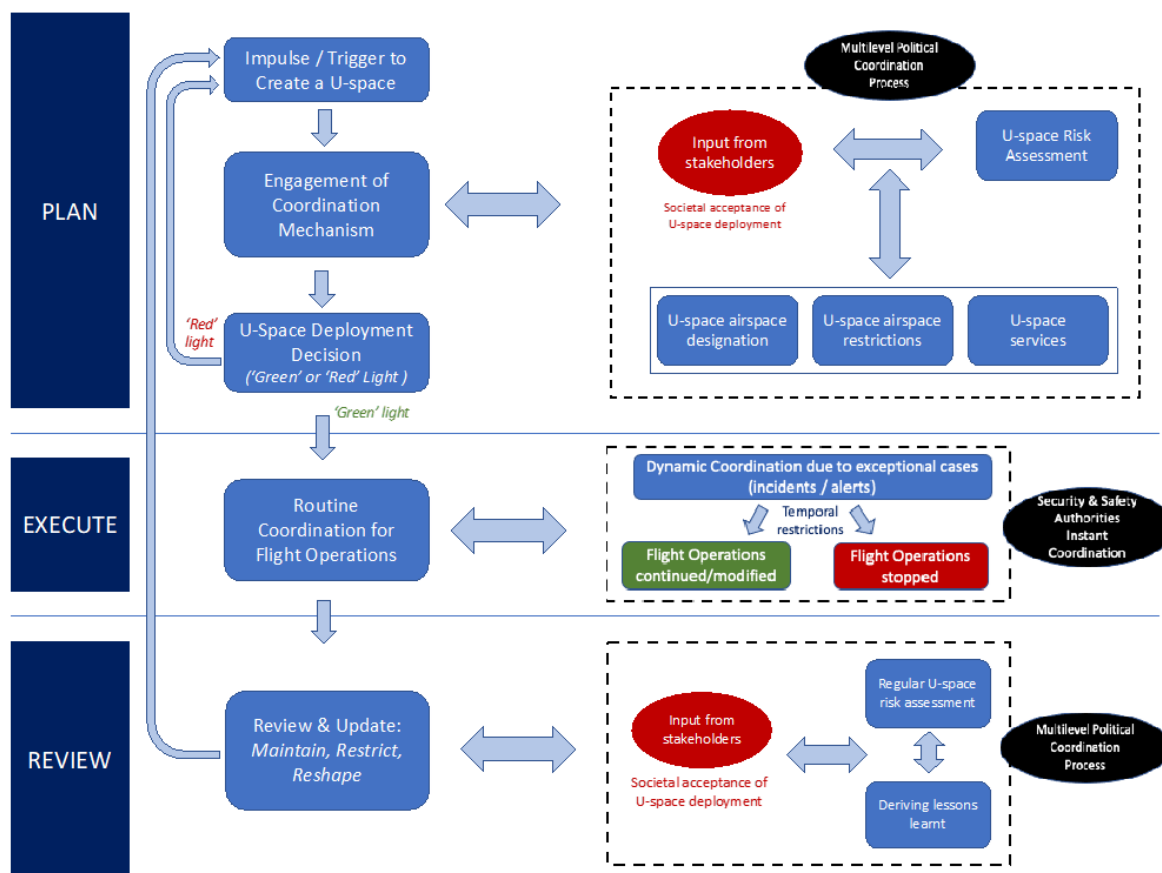 PLAN
Impulse / Trigger to
Create a U-space
Engagement of
Coordination
Mechanism
'Red'
light
U-Space Deployment
Decision
('Green' or 'Red' Light )
'Green' light
Multilevel Political
Coordination
Process
Input from
stakeholders
Societal acceptance of
U-space deployment
U-space Risk
Assessment
U-space airspace
designation
U-space airspace
restrictions
U-space
services
EXECUTE
Routine
Coordination for
Flight Operations
Dynamic Coordination due to exceptional cases
(incidents / alerts)
Temporal
restrictions
Flight Operations
continued/modified
Flight Operations
stopped
Security & Safety
Authorities
Instant
Coordination
REVIEW
Review & Update:
Maintain, Restrict,
Reshape
Input from
stakeholders
Societal acceptance of
U-space deployment
Regular U-space
risk assessment
Deriving lessons
learnt
Multilevel Political
Coordination
Process